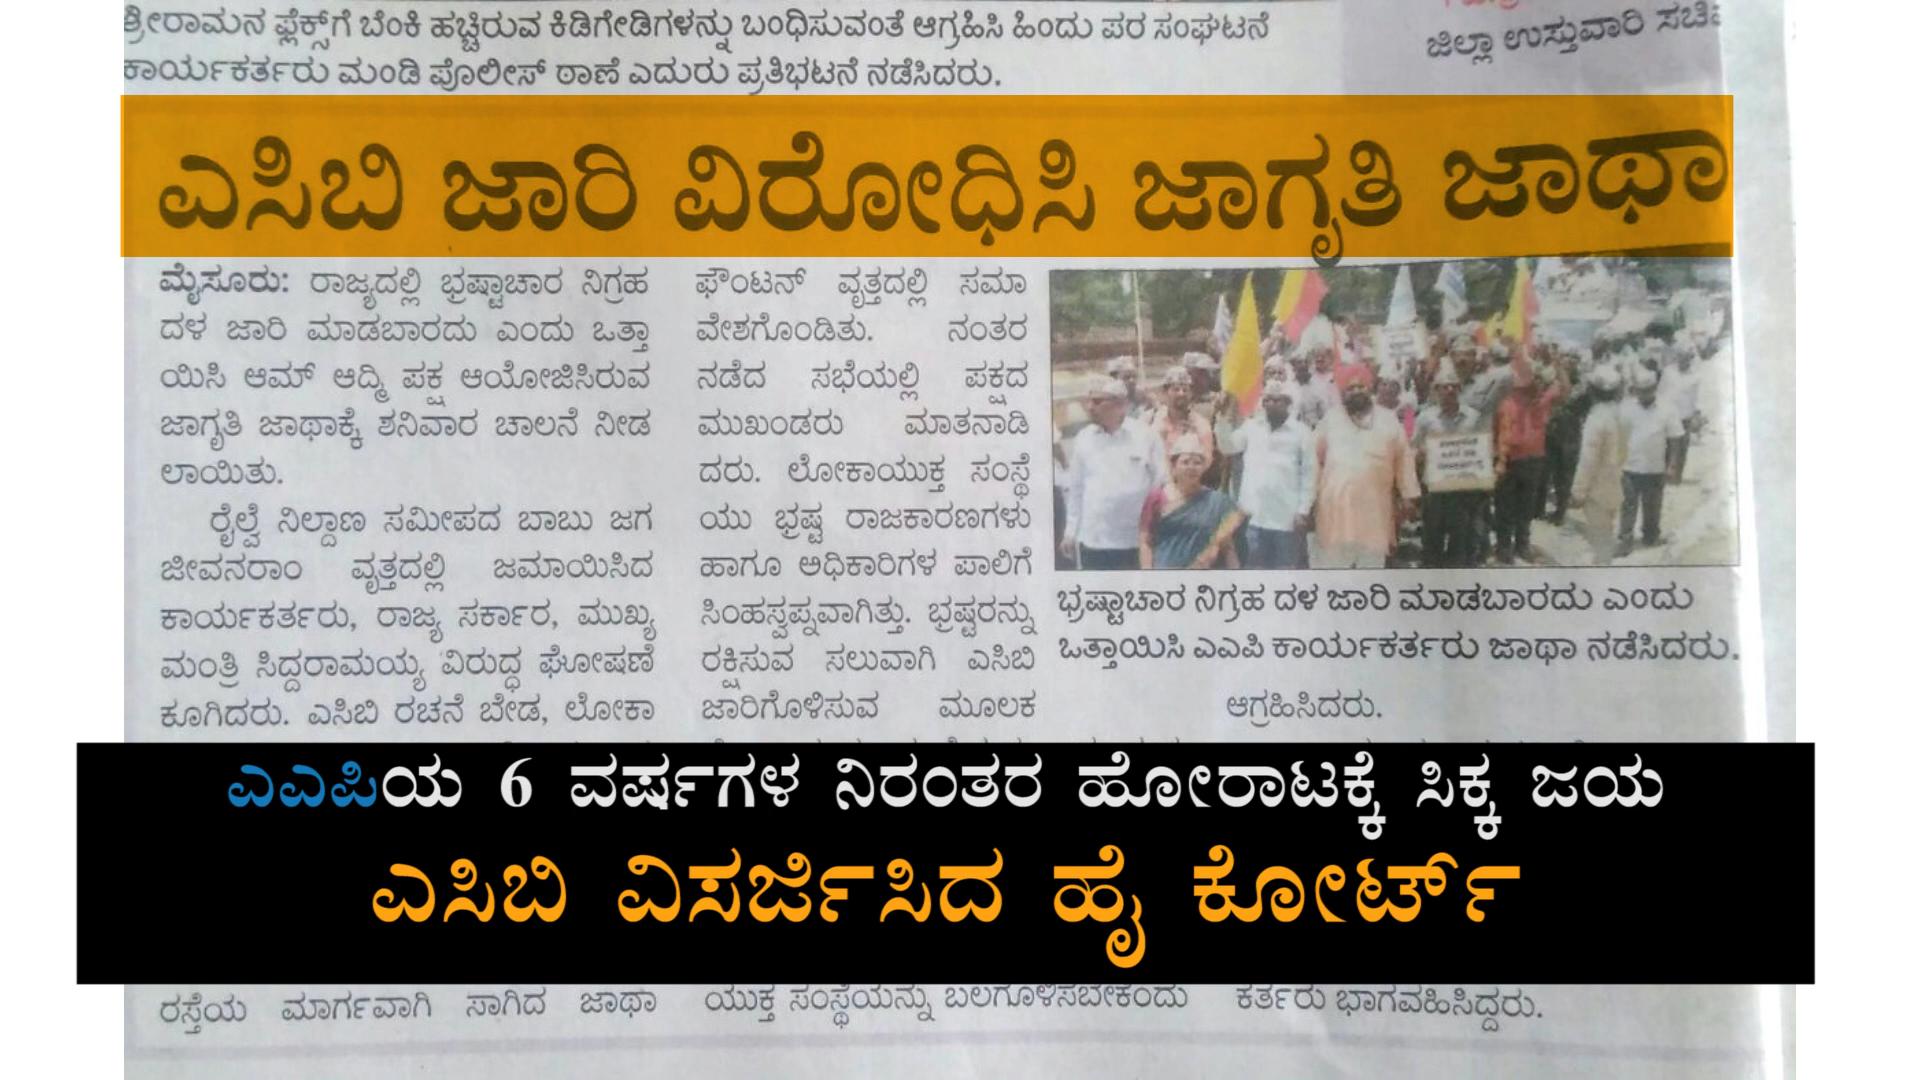 ಶ್ರೀರಾಮನ ಫ್ಲೆಕ್ಸ್‌ಗೆ ಬೆಂಕಿ ಹಚ್ಚಿರುವ ಕಿಡಿಗೇಡಿಗಳನ್ನು ಬಂಧಿಸುವಂತೆ ಆಗ್ರಹಿಸಿ ಹಿಂದು ಪರ ಸಂಘಟನೆ
ಕಾರ್ಯಕರ್ತರು ಮಂಡಿ ಪೊಲೀಸ್ ಠಾಣೆ ಎದುರು ಪ್ರತಿಭಟನೆ ನಡೆಸಿದರು.
ಜಿಲ್ಲಾ ಉಸ್ತುವಾರಿ
ಎಸಿಬಿ ಜಾರಿ ವಿರೋಧಿಸಿ ಜಾಗೃತಿ ಜಾಥಾ
ಮೈಸೂರು: ರಾಜ್ಯದಲ್ಲಿ ಭ್ರಷ್ಟಾಚಾರ ನಿಗ್ರಹ
ದಳ ಜಾರಿ ಮಾಡಬಾರದು ಎಂದು ಒತ್ತಾ
ಯಿಸಿ ಆಮ್ ಆದ್ಮಿ ಪಕ್ಷ ಆಯೋಜಿಸಿರುವ
ಜಾಗೃತಿ ಜಾಥಾಕ್ಕೆ ಶನಿವಾರ ಚಾಲನೆ ನೀಡ
ಲಾಯಿತು.
ರೈಲ್ವೆ ನಿಲ್ದಾಣ ಸಮೀಪದ ಬಾಬು ಜಗ
ಜೀವನರಾಂ ವೃತ್ತದಲ್ಲಿ ಜಮಾಯಿಸಿದ
ಕಾರ್ಯಕರ್ತರು, ರಾಜ್ಯ ಸರ್ಕಾರ, ಮುಖ್ಯ
ಮಂತ್ರಿ ಸಿದ್ದರಾಮಯ್ಯ ವಿರುದ್ಧ ಘೋಷಣೆ
ಕೂಗಿದರು. ಎಸಿಬಿ ರಚನೆ ಬೇಡ, ಲೋಕಾ
ಫೌಂಟನ್ ವೃತ್ತದಲ್ಲಿ ಸಮಾ
ವೇಶಗೊಂಡಿತು. ನಂತರ
ನಡೆದ ಸಭೆಯಲ್ಲಿ ಪಕ್ಷದ
ಮುಖಂಡರು ಮಾತನಾಡಿ
ದರು. ಲೋಕಾಯುಕ್ತ ಸಂಸ್ಥೆ
ಯು ಭ್ರಷ್ಟ ರಾಜಕಾರಣಗಳು
ಹಾಗೂ ಅಧಿಕಾರಿಗಳ ಪಾಲಿಗೆ
ಸಿಂಹಸ್ವಪ್ನವಾಗಿತ್ತು. ಭ್ರಷ್ಟರನ್ನು
ರಕ್ಷಿಸುವ ಸಲುವಾಗಿ ಎಸಿಬಿ
ಜಾರಿಗೊಳಿಸುವ ಮೂಲಕ
ಭ್ರಷ್ಟಾಚಾರ ನಿಗ್ರಹ ದಳ ಜಾರಿ ಮಾಡಬಾರದು ಎಂದು
ಒತ್ತಾಯಿಸಿ ಎಎಪಿ ಕಾರ್ಯಕರ್ತರು ಜಾಥಾ ನಡೆಸಿದರು.
ಆಗ್ರಹಿಸಿದರು.
ಎಎಪಿಯ 6 ವರ್ಷಗಳ ನಿರಂತರ ಹೋರಾಟಕ್ಕೆ ಸಿಕ್ಕ ಜಯ
ಎಸಿಬಿ ವಿಸರ್ಜಿಸಿದ ಹೈ ಕೋರ್ಟ್
ರಸ್ತೆಯ ಮಾರ್ಗವಾಗಿ ಸಾಗಿದ ಜಾಥಾ
ಯುಕ್ತ ಸಂಸ್ಥೆಯನ್ನು ಬಲಗೊಳಿಸಬೇಕೆಂದು
ಕರ್ತರು ಭಾಗವಹಿಸಿದ್ದರು.